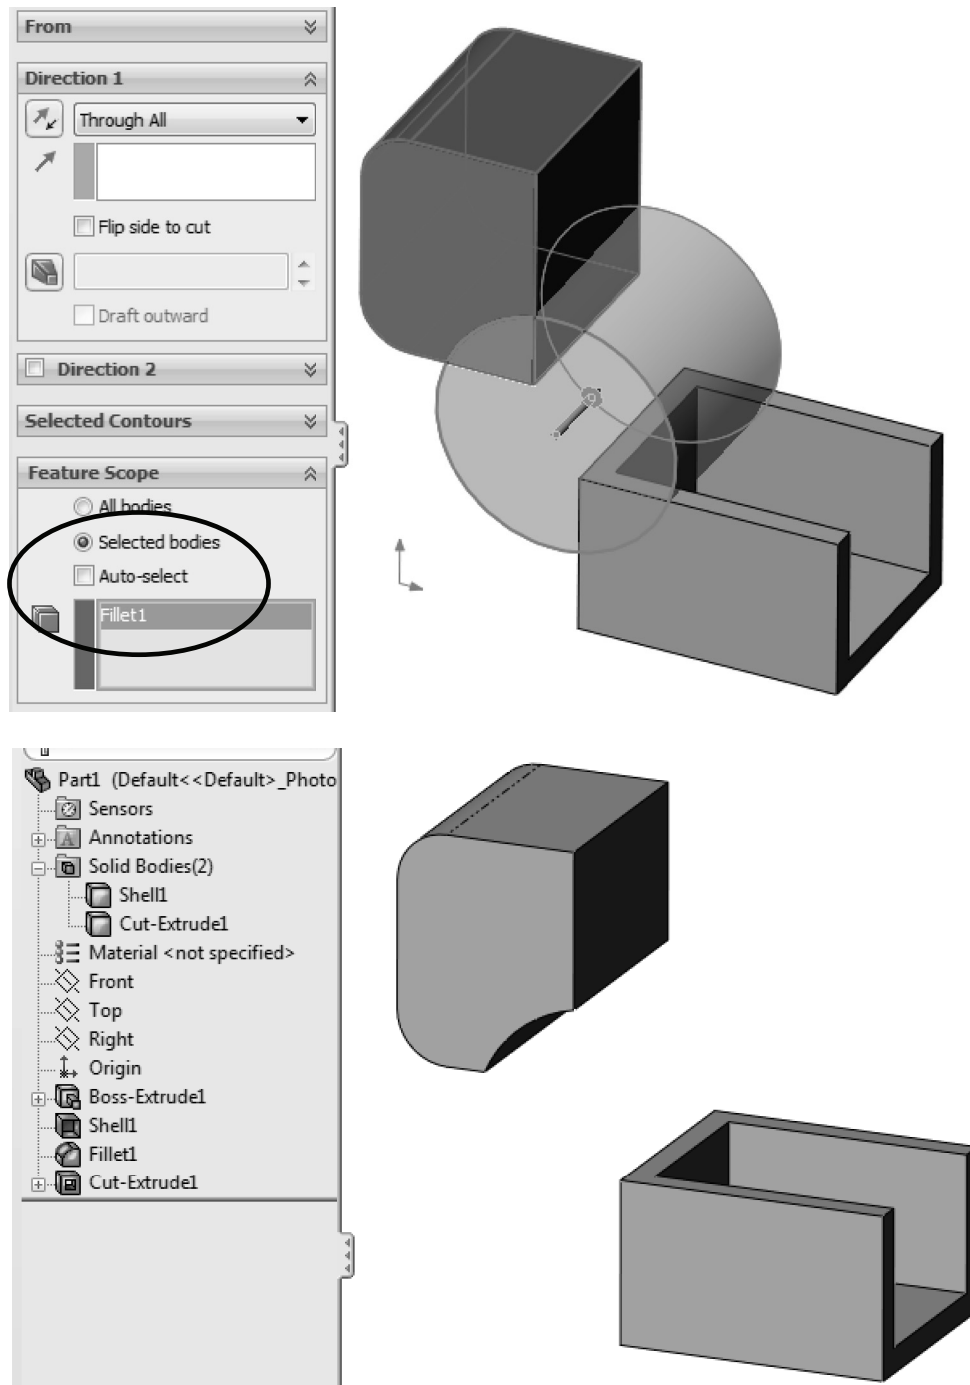 From
Direction 1
Through All
Flip side to cut
Draft outward
Direction 2
Selected Contours
Feature Scope
All bodies
Selected bodies
Auto-select
Fillet1
Part1 (Default<<Default>_Photo
Sensors
A Annotations
Solid Bodies(2)
Shell1
Cut-Extrude1
Material <not specified>
Front
Top
Right
Origin
Boss-Extrude1
Shell1
Fillet1
Cut-Extrude1